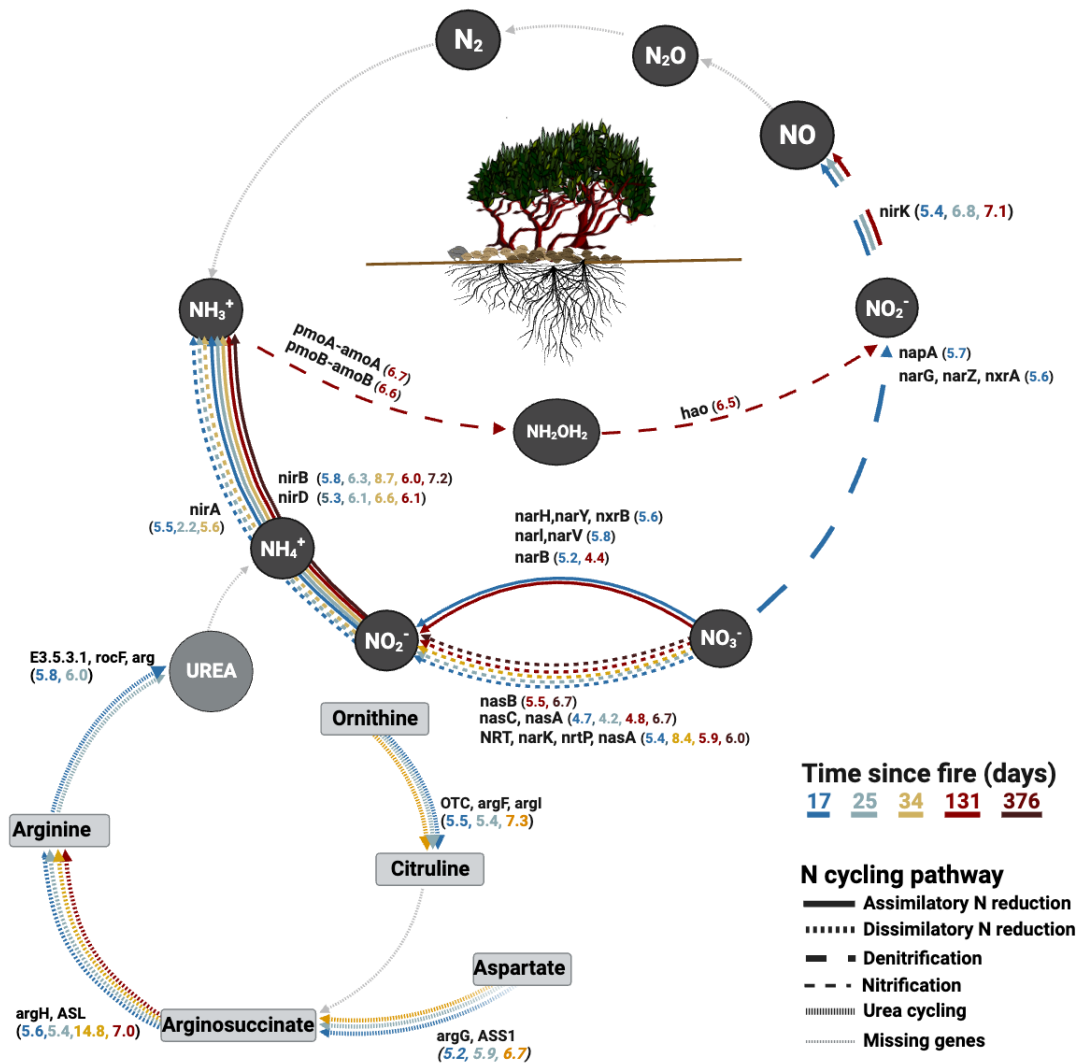 N₂
N₂O
NO
nirK (5.4, 6.8, 7.1)
NH₃⁺
NO₂⁻
pmoA-amoA (6.7)
pmoB-amoB (6.6)
napA (5.7)
narG, narZ, nxrA (5.6)
hao (6.5)
NH₂OH₂
nirB (5.8, 6.3, 8.7, 6.0, 7.2)
nirD (5.3, 6.1, 6.6, 6.1)
nirA
(5.5,2.2,5.6)
narH,narY, nxrB (5.6)
narI,narV (5.8)
narB (5.2, 4.4)
NH₄⁺
NO₂⁻
NO₃⁻
E3.5.3.1, rocF, arg
(5.8, 6.0)
UREA
nasB (5.5, 6.7)
nasC, nasA (4.7, 4.2, 4.8, 6.7)
NRT, narK, nrtP, nasA (5.4, 8.4, 5.9, 6.0)
Ornithine
OTC, argF, argI
(5.5, 5.4, 7.3)
Arginine
Citruline
Time since fire (days)
17 25 34 131 376
N cycling pathway
Assimilatory N reduction
Dissimilatory N reduction
Denitrification
Nitrification
Urea cycling
Missing genes
Aspartate
argH, ASL
(5.6,5.4,14.8, 7.0)
Arginosuccinate
argG, ASS1
(5.2, 5.9, 6.7)